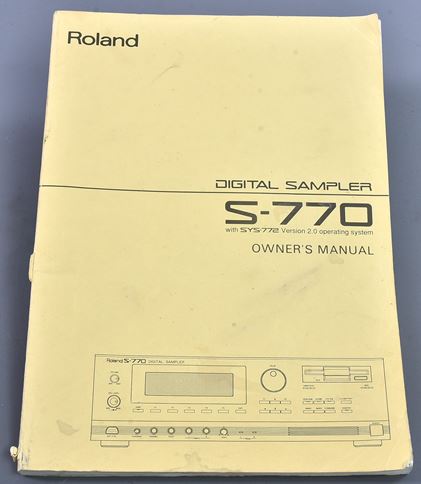 Roland
DIGITAL SAMPLER
S-770
with SYS-772 Version 2.0 operating system
OWNER'S MANUAL
Roland S-770 DIGITAL SAMPLER